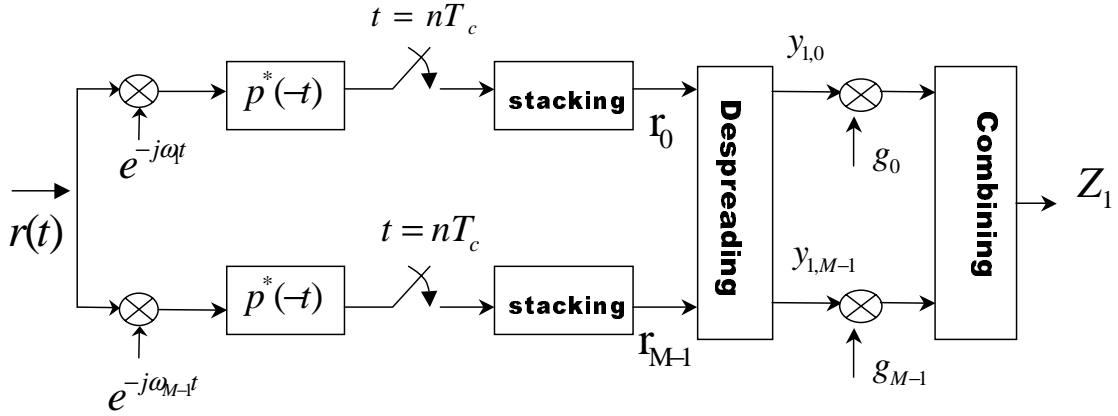 t = nT_c
y_{1,0}
p^*(−t)
stacking
r_0
e^{-jω_1t}
g_0
Despreading
Combining
r(t)
Z_1
t = nT_c
y_{1,M−1}
p^*(−t)
stacking
r_{M−1}
e^{-jω_{M−1}t}
g_{M−1}